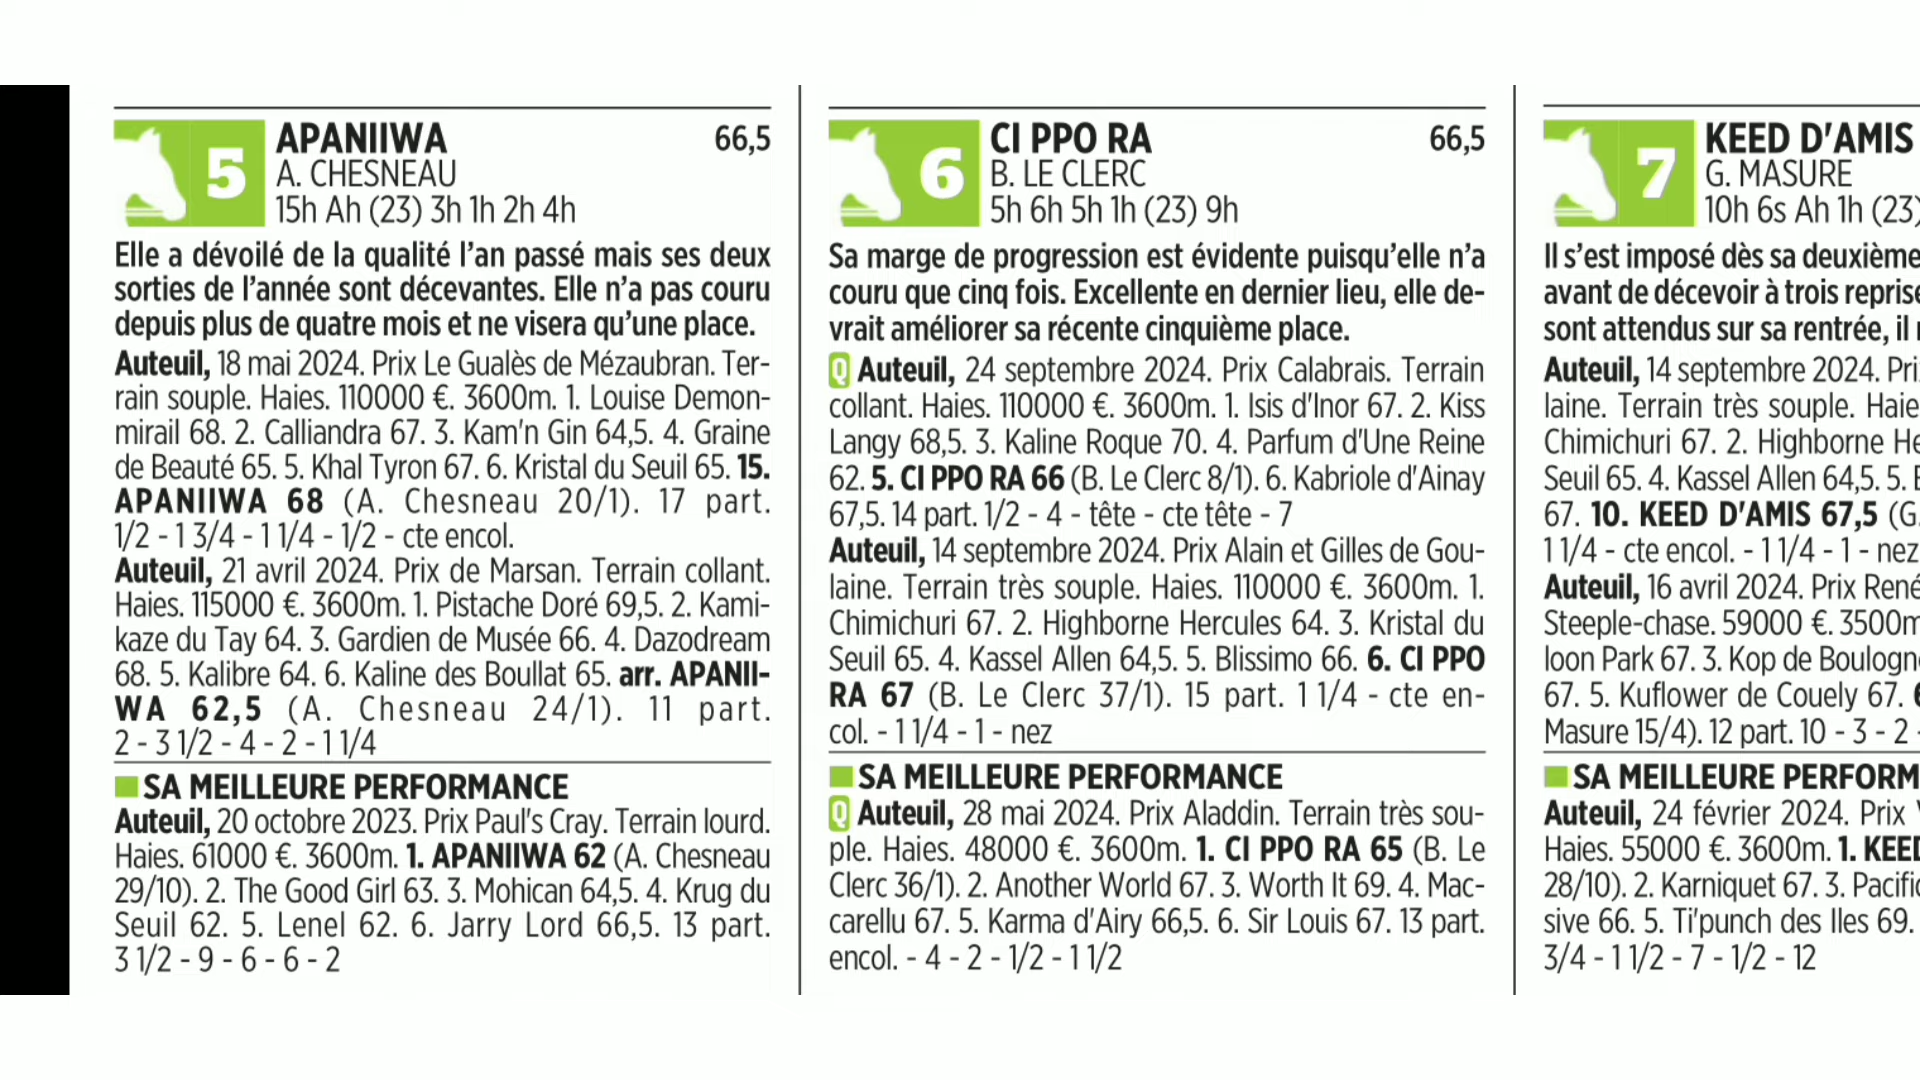 5
APANIIWA 66,5
A. CHESNEAU
15h Ah (23) 3h 1h 2h 4h
Elle a dévoilé de la qualité l’an passé mais ses deux
sorties de l’année sont décevantes. Elle n’a pas couru
depuis plus de quatre mois et ne visera qu’une place.
Auteuil, 18 mai 2024. Prix Le Gualès de Mézaubran. Ter-
rain souple. Haies. 110000 €. 3600m. 1. Louise Demon-
mirail 68. 2. Calliandra 67. 3. Kam'n Gin 64,5. 4. Graine
de Beauté 65. 5. Khal Tyron 67. 6. Kristal du Seuil 65. 15.
APANIIWA 68 (A. Chesneau 20/1). 17 part.
1/2 - 1 3/4 - 1 1/4 - 1/2 - cte encol.
Auteuil, 21 avril 2024. Prix de Marsan. Terrain collant.
Haies. 115000 €. 3600m. 1. Pistache Doré 69,5. 2. Kami-
kaze du Tay 64. 3. Gardien de Musée 66. 4. Dazodream
68. 5. Kalibre 64. 6. Kaline des Boullat 65. arr. APANII-
WA 62,5 (A. Chesneau 24/1). 11 part.
2 - 3 1/2 - 4 - 2 - 1 1/4
SA MEILLEURE PERFORMANCE
Auteuil, 20 octobre 2023. Prix Paul's Cray. Terrain lourd.
Haies. 61000 €. 3600m. 1. APANIIWA 62 (A. Chesneau
29/10). 2. The Good Girl 63. 3. Mohican 64,5. 4. Krug du
Seuil 62. 5. Lenel 62. 6. Jarry Lord 66,5. 13 part.
3 1/2 - 9 - 6 - 6 - 2
6
CI PPO RA 66,5
B. LE CLERC
5h 6h 5h 1h (23) 9h
Sa marge de progression est évidente puisqu’elle n’a
couru que cinq fois. Excellente en dernier lieu, elle de-
vrait améliorer sa récente cinquième place.
Q Auteuil, 24 septembre 2024. Prix Calabrais. Terrain
collant. Haies. 110000 €. 3600m. 1. Isis d'Inor 67. 2. Kiss
Langy 68,5. 3. Kaline Roque 70. 4. Parfum d'Une Reine
62. 5. CI PPO RA 66 (B. Le Clerc 8/1). 6. Kabriole d'Ainay
67,5. 14 part. 1/2 - 4 - tête - cte tête - 7
Auteuil, 14 septembre 2024. Prix Alain et Gilles de Gou-
laine. Terrain très souple. Haies. 110000 €. 3600m. 1.
Chimichuri 67. 2. Highborne Hercules 64. 3. Kristal du
Seuil 65. 4. Kassel Allen 64,5. 5. Blissimo 66. 6. CI PPO
RA 67 (B. Le Clerc 37/1). 15 part. 1 1/4 - cte en-
col. - 1 1/4 - 1 - nez
SA MEILLEURE PERFORMANCE
Q Auteuil, 28 mai 2024. Prix Aladdin. Terrain très sou-
ple. Haies. 48000 €. 3600m. 1. CI PPO RA 65 (B. Le
Clerc 36/1). 2. Another World 67. 3. Worth It 69. 4. Mac-
carellu 67. 5. Karma d'Airy 66,5. 6. Sir Louis 67. 13 part.
encol. - 4 - 2 - 1/2 - 1 1/2
7
KEED D'AMIS
G. MASURE
10h 6s Ah 1h (23)
Il s’est imposé dès sa deuxième
avant de décevoir à trois
sont attendus sur sa rentrée, il
Auteuil, 14 septembre 2024.
laine. Terrain très souple.
Chimichuri 67. 2. Highborne
Seuil 65. 4. Kassel Allen 64,5. 5.
67. 10. KEED D'AMIS 67,5 (G.
1 1/4 - cte encol. - 1 1/4 - 1 - nez
Auteuil, 16 avril 2024. Prix René
Steeple-chase. 59000 €. 3500m
loon Park 67. 3. Kop de
67. 5. Kuflower de Couely 67.
Masure 15/4). 12 part. 10 - 3 - 2 -
SA MEILLEURE PERFORM
Auteuil, 24 février 2024. Prix
Haies. 55000 €. 3600m. 1. KEED
28/10). 2. Karniquet 67. 3.
sive 66. 5. Ti'punch des Iles 69.
3/4 - 1 1/2 - 7 - 1/2 - 12